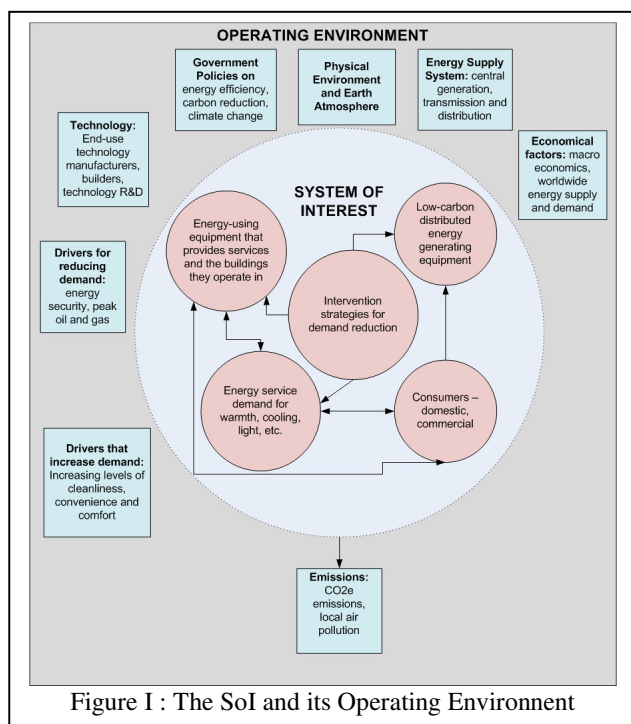 OPERATING ENVIRONMENT
Government
Policies on
energy efficiency,
carbon reduction,
climate change
Physical
Environment
and Earth
Atmosphere
Energy Supply
System: central
generation,
transmission and
distribution
Technology:
End-use
technology
manufacturers,
builders,
technology R&D
Economical
factors: macro
economics,
worldwide
energy supply
and demand
SYSTEM OF
INTEREST
Energy-using
equipment that
provides services
and the buildings
they operate in
Low-carbon
distributed
energy
generating
equipment
Drivers for
reducing
demand:
energy
security, peak
oil and gas
Intervention
strategies for
demand reduction
Energy service
demand for
warmth, cooling,
light, etc.
Consumers –
domestic,
commercial
Drivers that
increase demand:
Increasing levels of
cleanliness,
convenience and
comfort
Emissions:
CO2e
emissions,
local air
pollution
Figure I : The SoI and its Operating Environment